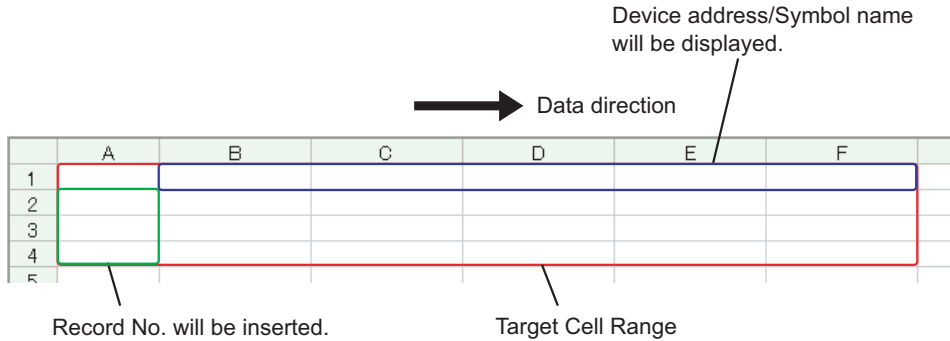 Device address/Symbol name
will be displayed.
Data direction
A B C D E F
1
2
3
4
5
Record No. will be inserted.
Target Cell Range